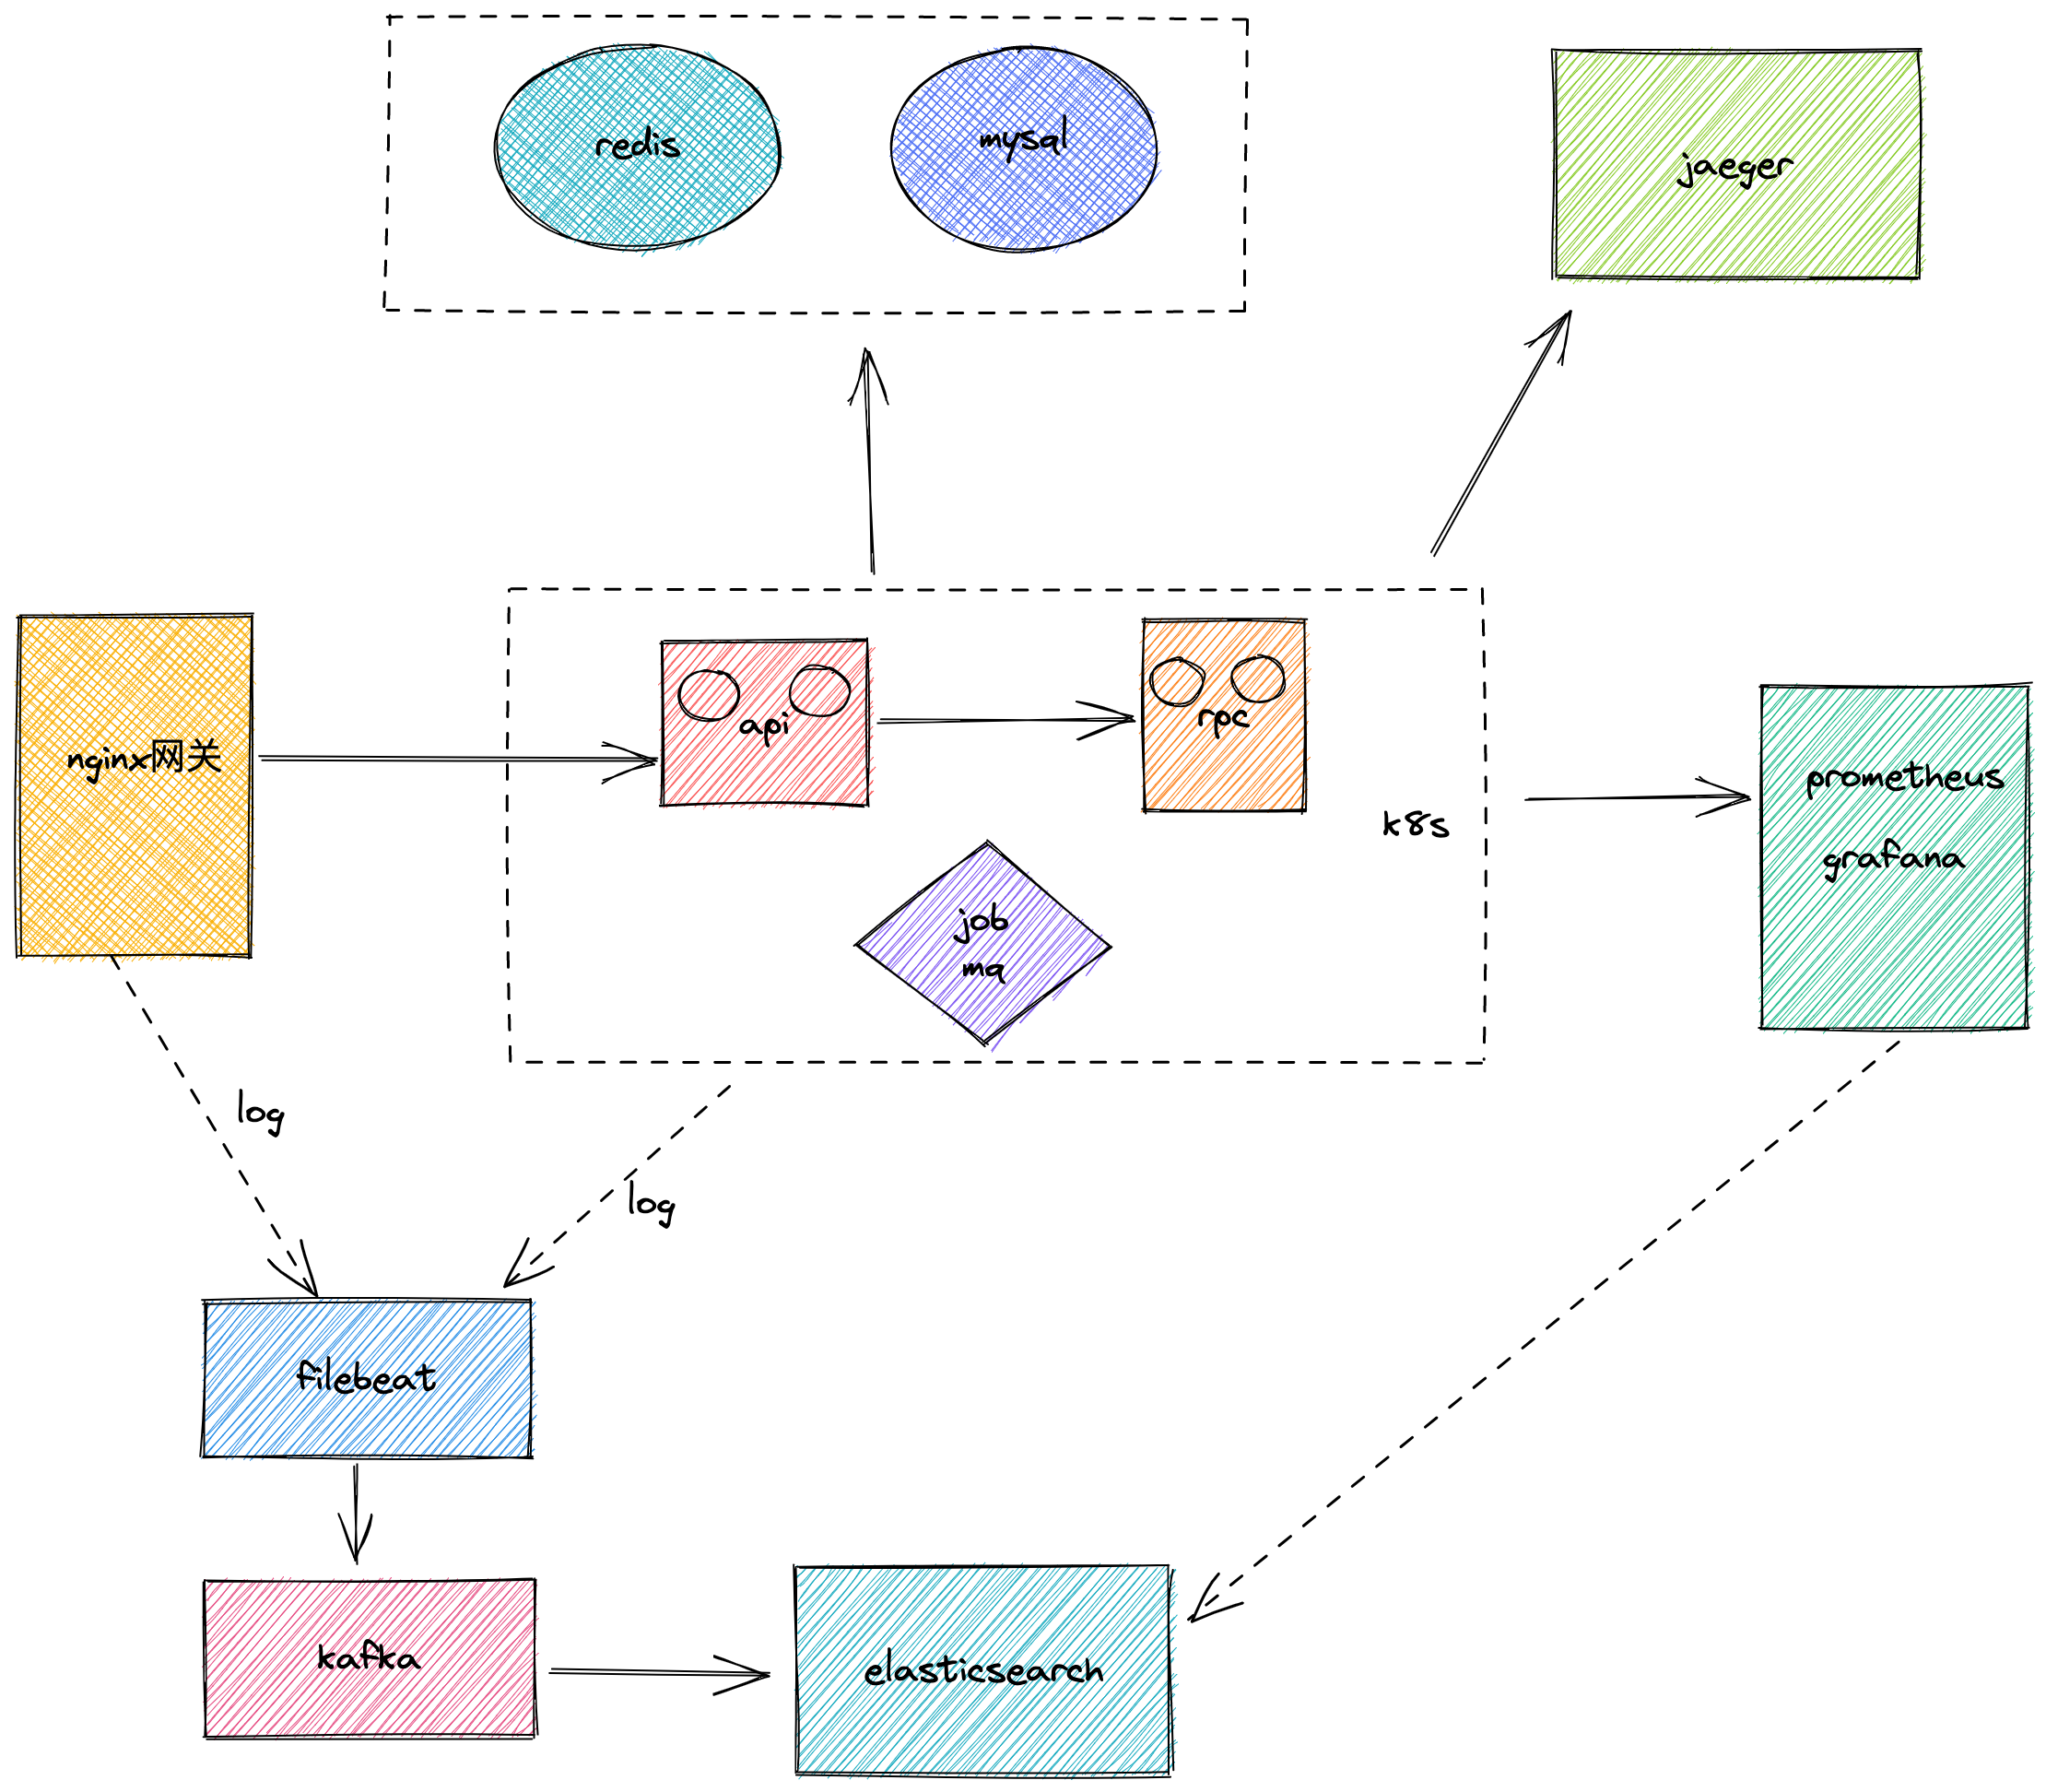 redis
mysql
jaeger
nginx网关
api
rpc
k8s
prometheus
grafana
job
mq
log
log
filebeat
kafka
elasticsearch